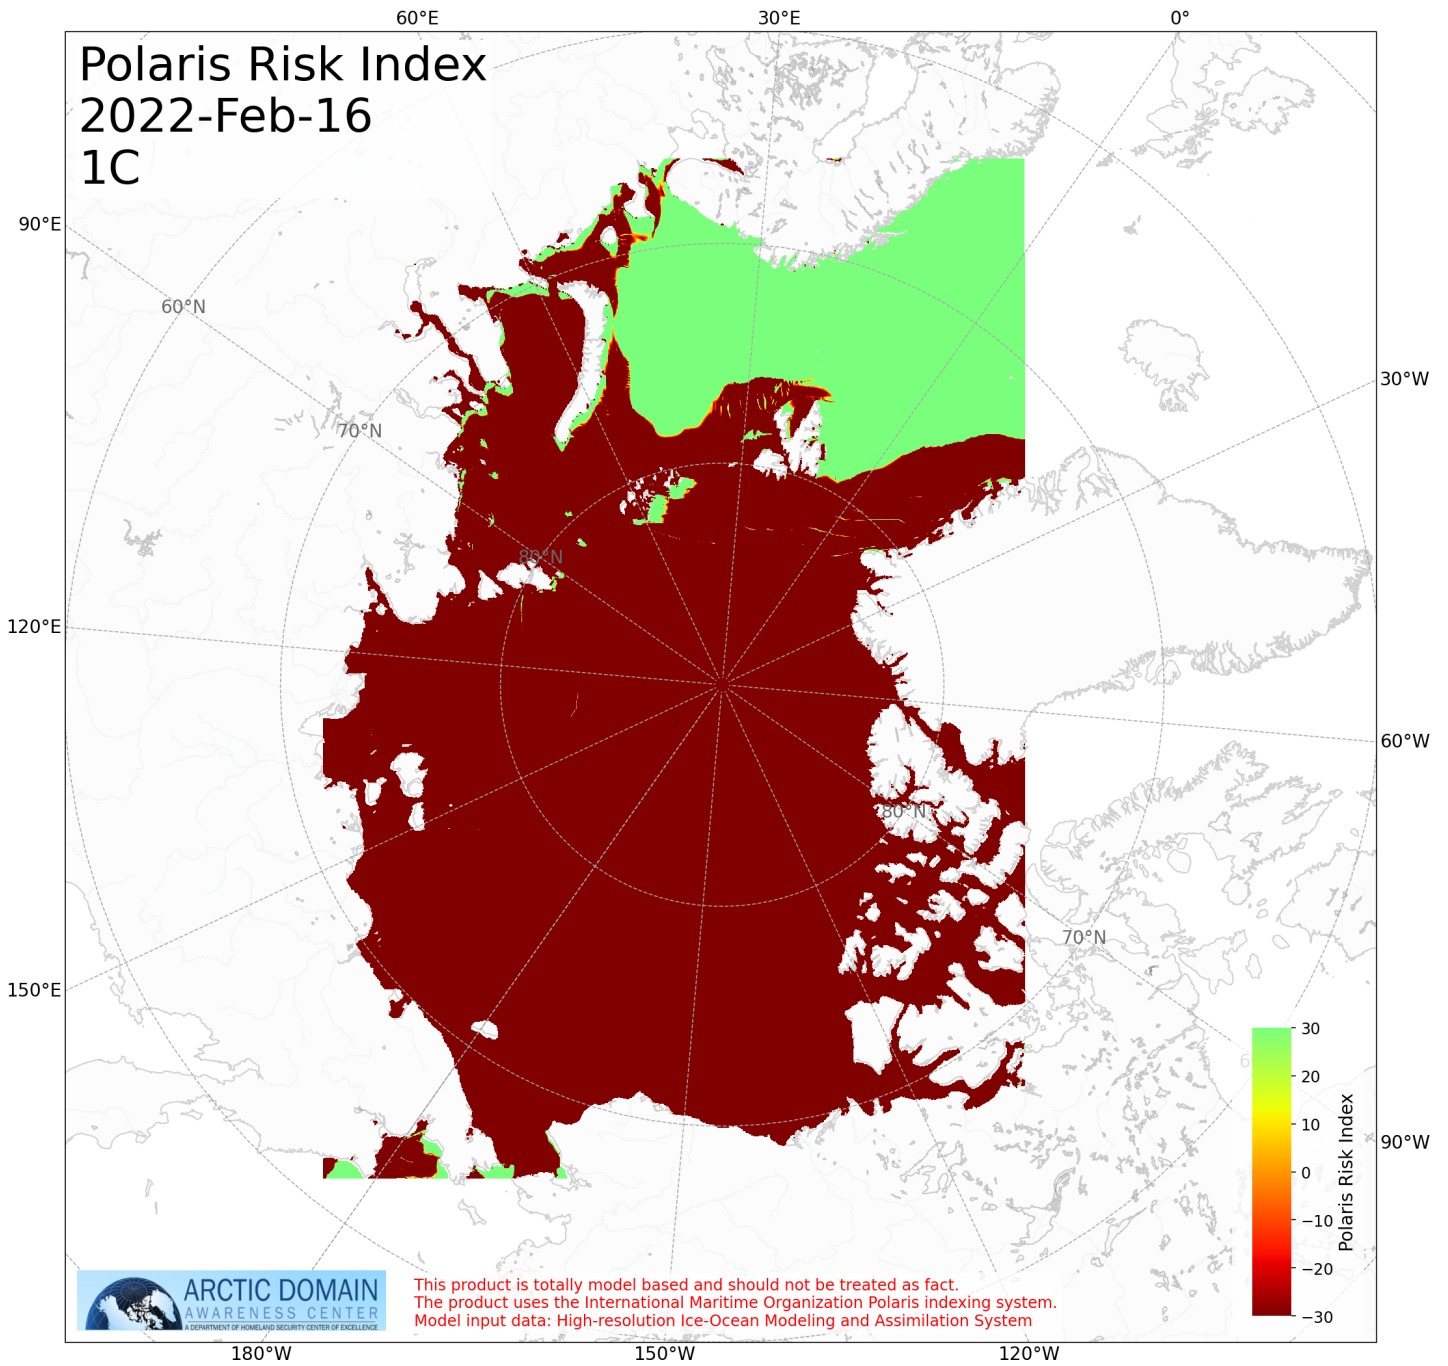 60°E 30°E 0°
Polaris Risk Index
2022-Feb-16
1C
90°E
60°N
30°W
70°N
80°N
120°E
60°W
80°N
70°N
150°E
30
20
10
0
−10
−20
−30
Polaris Risk Index
90°W
ARCTIC DOMAIN
AWARENESS CENTER
A DEPARTMENT OF HOMELAND SECURITY CENTER OF EXCELLENCE
This product is totally model based and should not be treated as fact.
The product uses the International Maritime Organization Polaris indexing system.
Model input data: High-resolution Ice-Ocean Modeling and Assimilation System
180°W 150°W 120°W